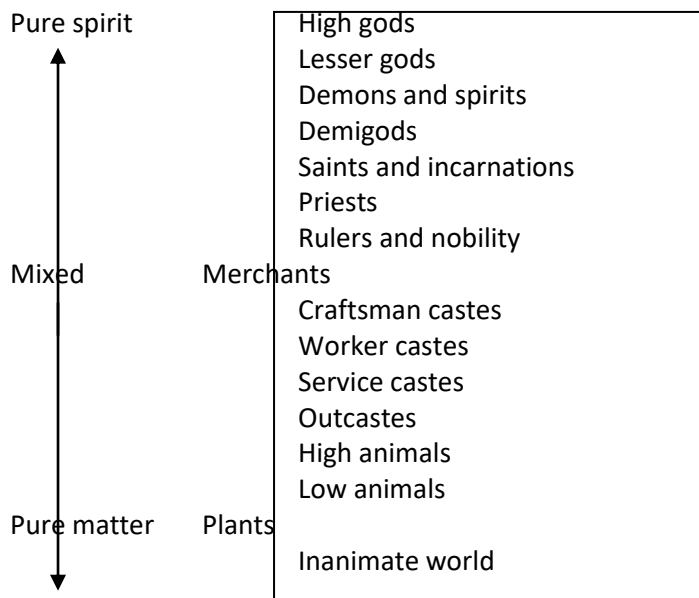 Pure spirit High gods
Lesser gods
Demons and spirits
Demigods
Saints and incarnations
Priests
Rulers and nobility
Mixed Merchants
Craftsman castes
Worker castes
Service castes
Outcastes
High animals
Low animals
Pure matter Plants
Inanimate world